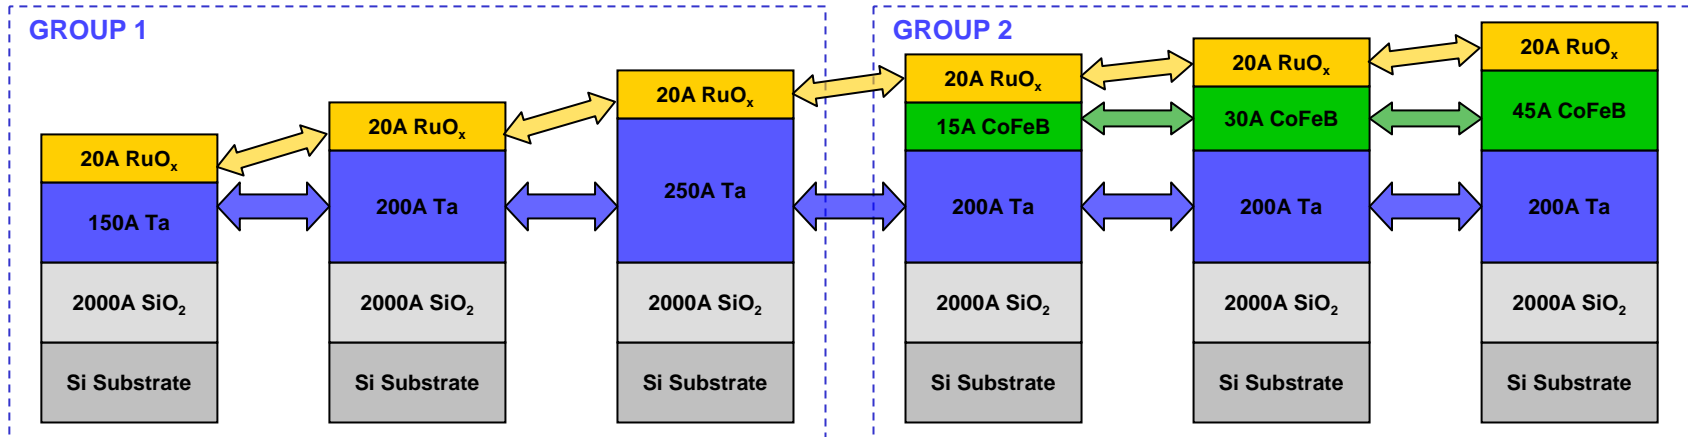 GROUP 1
GROUP 2
20A RuOₓ
150A Ta
2000A SiO₂
Si Substrate
20A RuOₓ
200A Ta
2000A SiO₂
Si Substrate
20A RuOₓ
250A Ta
2000A SiO₂
Si Substrate
20A RuOₓ
15A CoFeB
200A Ta
2000A SiO₂
Si Substrate
20A RuOₓ
30A CoFeB
200A Ta
2000A SiO₂
Si Substrate
20A RuOₓ
45A CoFeB
200A Ta
2000A SiO₂
Si Substrate